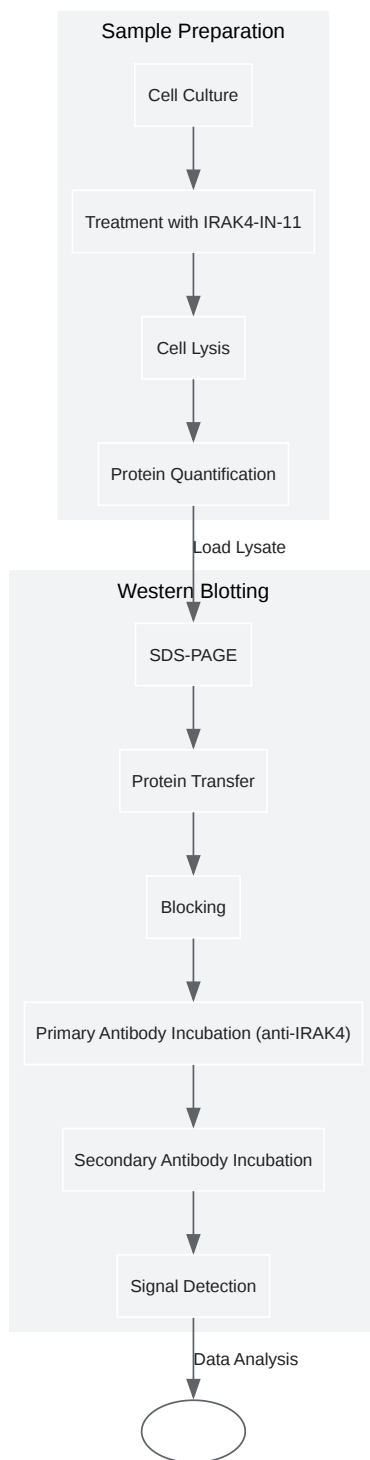 Sample Preparation
Cell Culture
Treatment with IRAK4-IN-11
Cell Lysis
Protein Quantification
Load Lysate
Western Blotting
SDS-PAGE
Protein Transfer
Blocking
Primary Antibody Incubation (anti-IRAK4)
Secondary Antibody Incubation
Signal Detection
Data Analysis